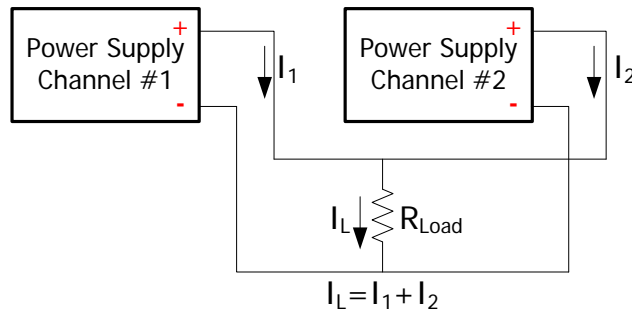 Power Supply
Channel #1
+
-
I1
Power Supply
Channel #2
+
-
I2
IL
RLoad
IL=I1+I2